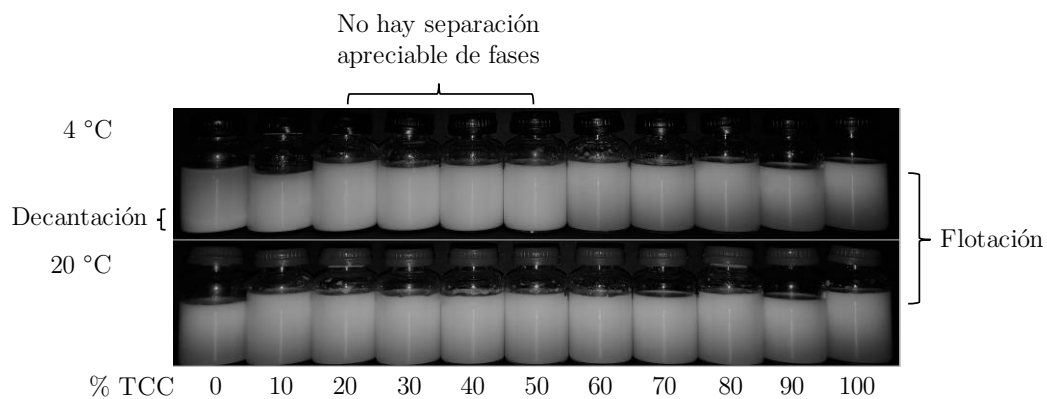 No hay separación
apreciable de fases
4 °C
Decantación
Flotación
20 °C
% TCC 0 10 20 30 40 50 60 70 80 90 100